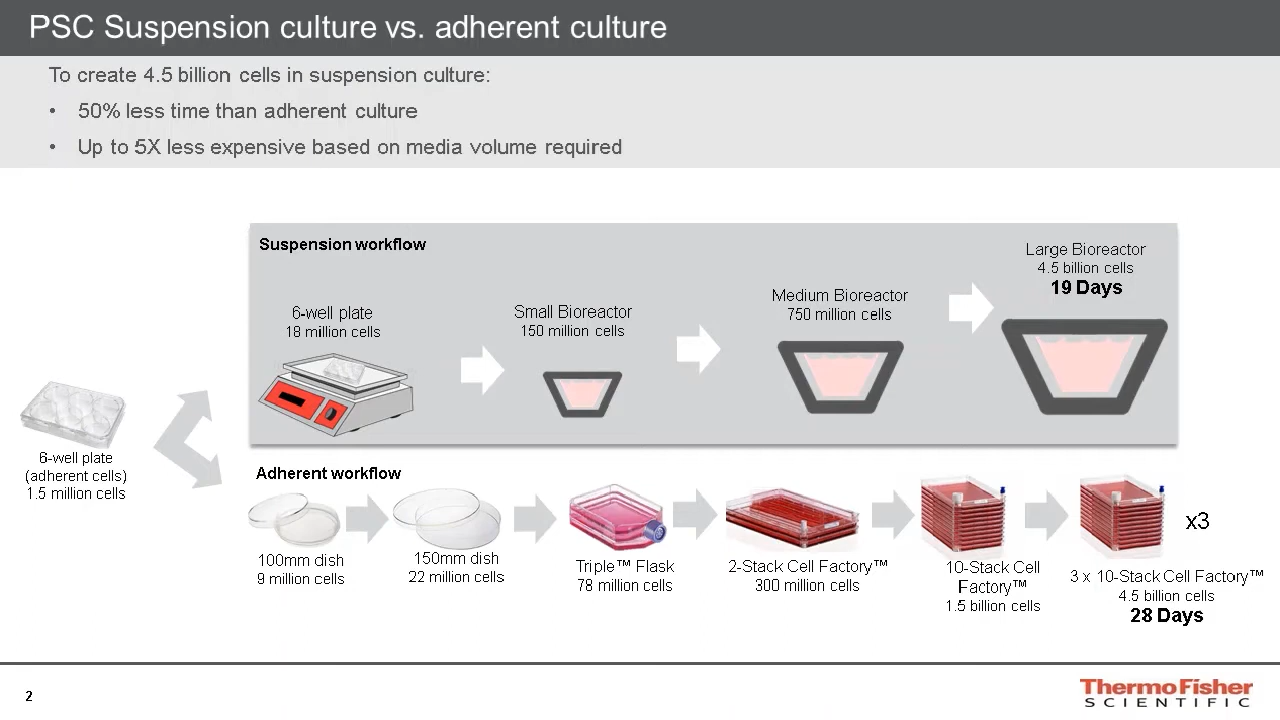 PSC Suspension culture vs. adherent culture
To create 4.5 billion cells in suspension culture:
• 50% less time than adherent culture
• Up to 5X less expensive based on media volume required
Suspension workflow
6-well plate
18 million cells
Small Bioreactor
150 million cells
Medium Bioreactor
750 million cells
Large Bioreactor
4.5 billion cells
19 Days
6-well plate
(adherent cells)
1.5 million cells
Adherent workflow
100mm dish
9 million cells
150mm dish
22 million cells
Triple™ Flask
78 million cells
2-Stack Cell Factory™
300 million cells
10-Stack Cell
Factory™
1.5 billion cells
x3
3 x 10-Stack Cell Factory™
4.5 billion cells
28 Days
2
ThermoFisher
SCIENTIFIC